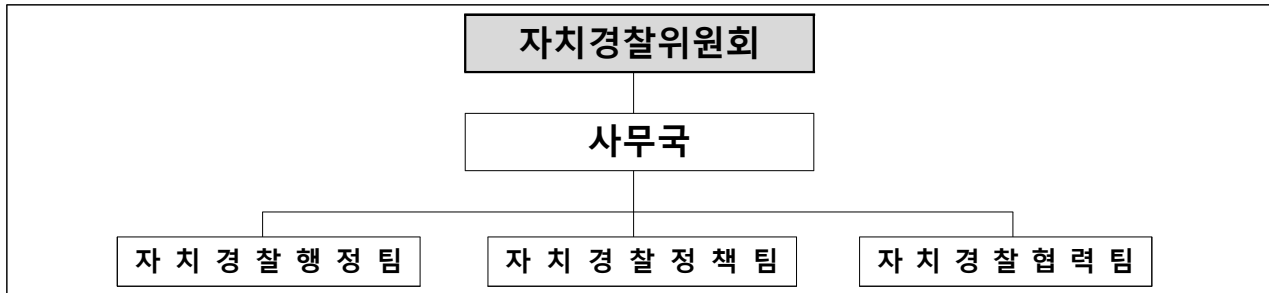 자치경찰위원회
사무국
자 치 경 찰 행 정 팀
자 치 경 찰 정 책 팀
자 치 경 찰 협 력 팀